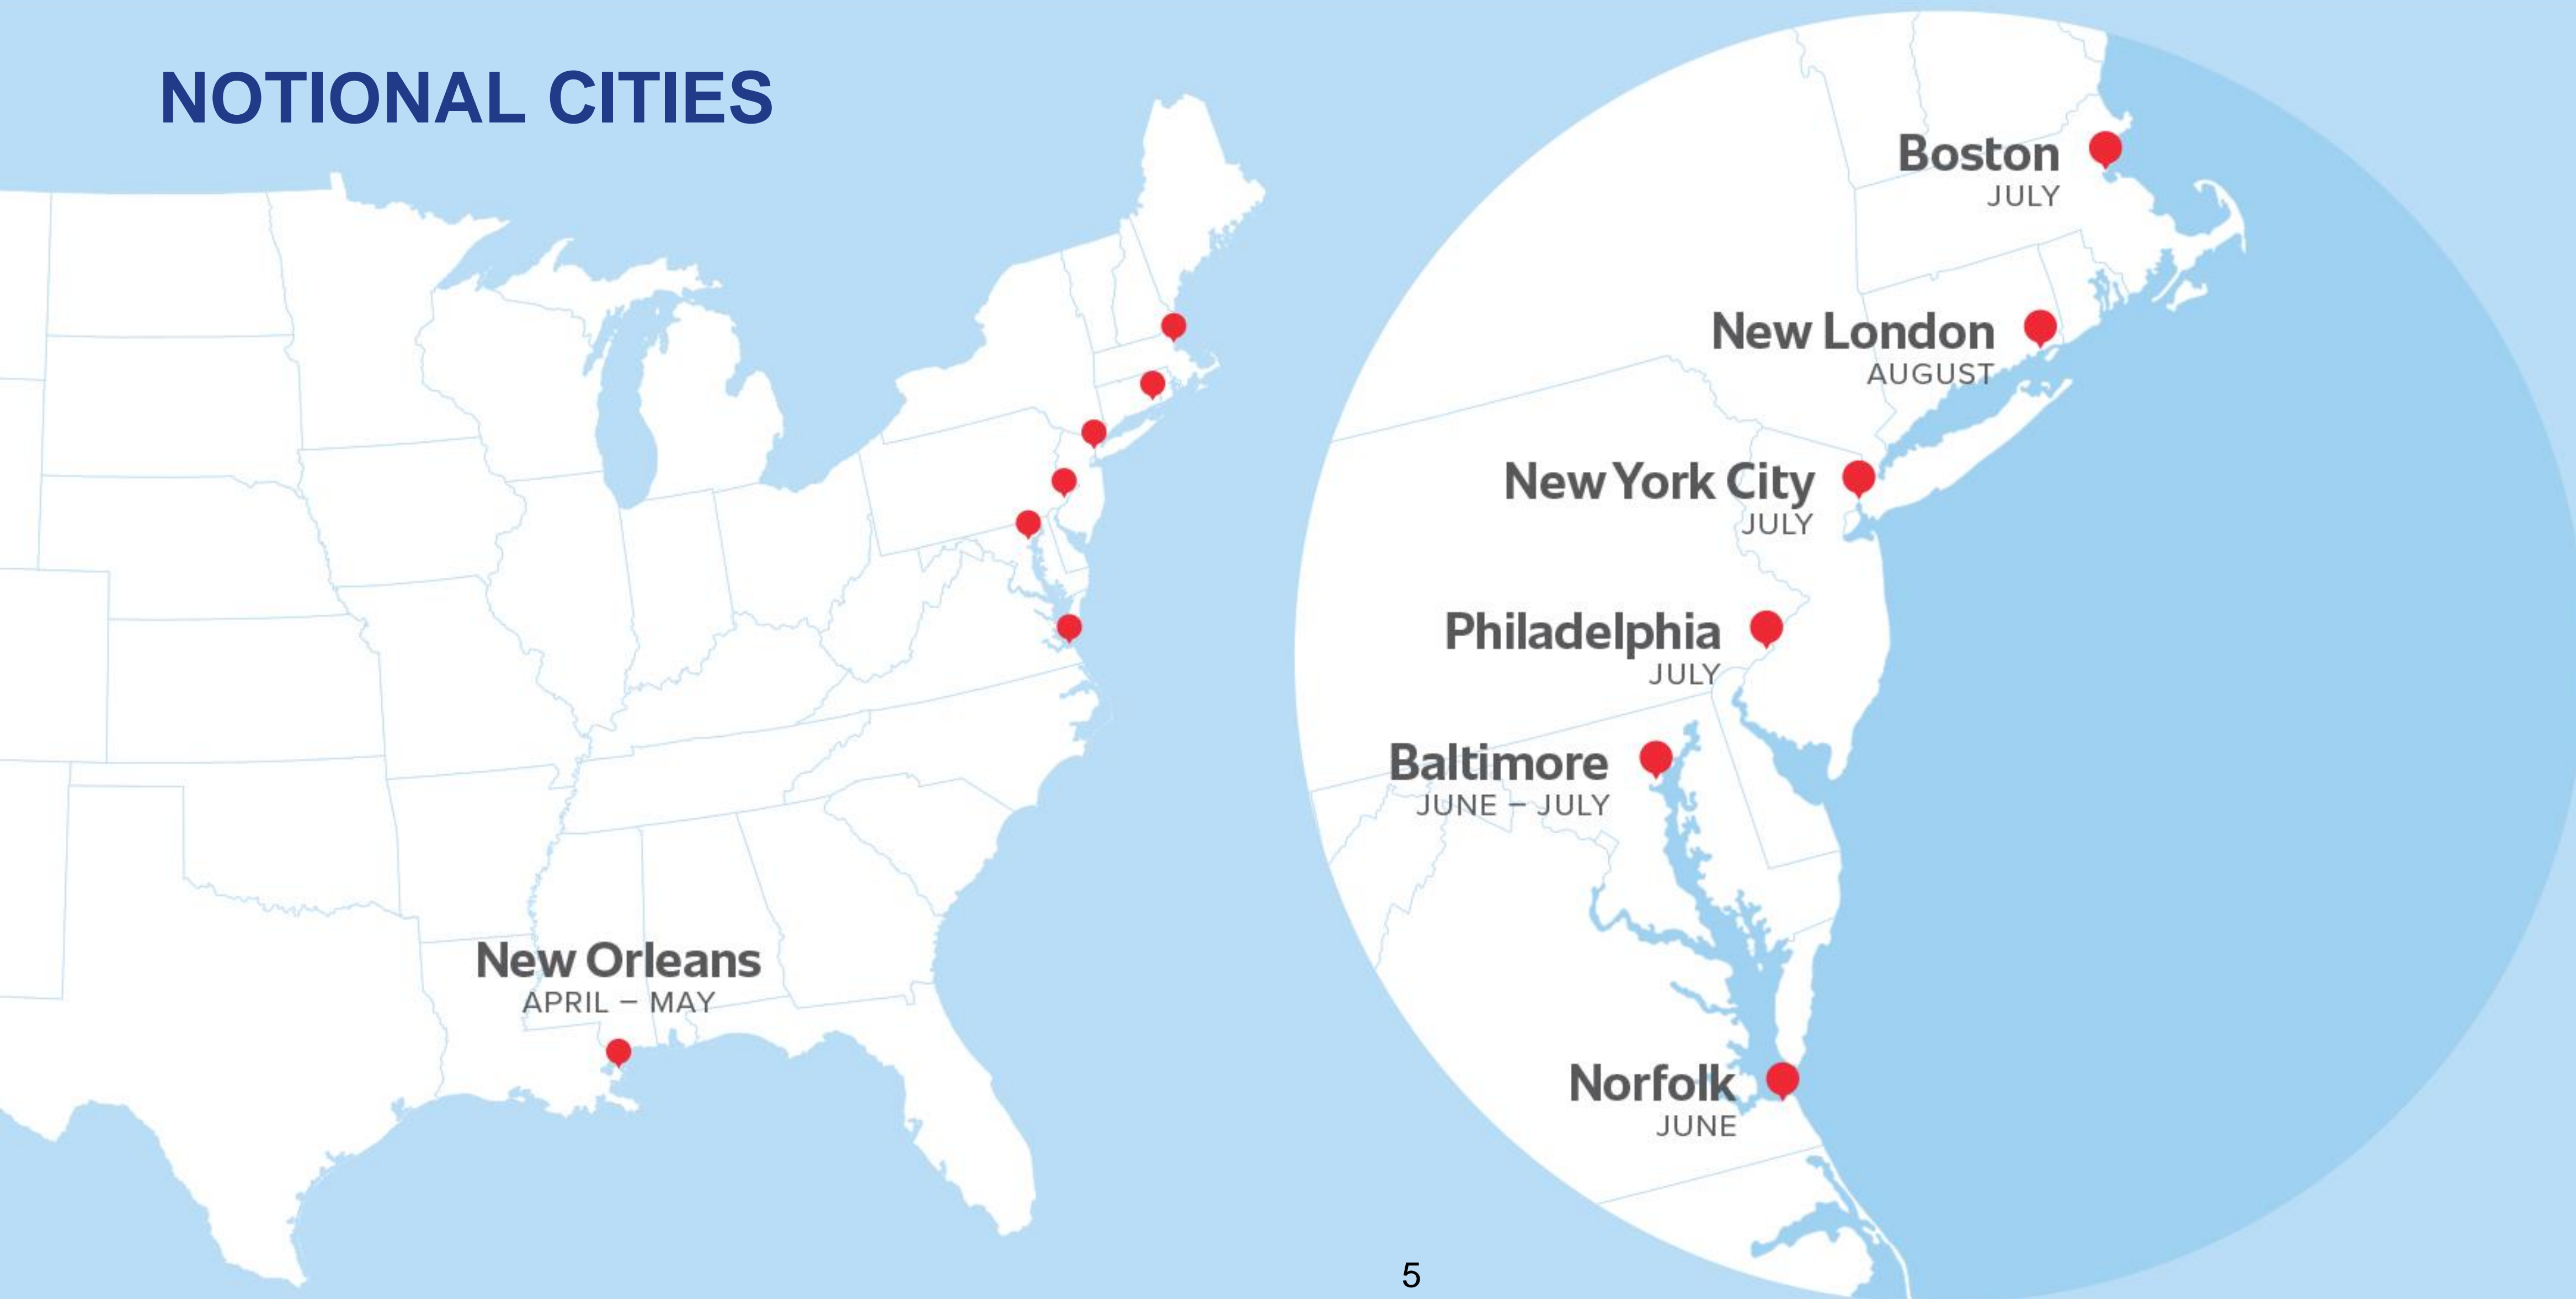 NOTIONAL CITIES
Boston
JULY
New London
AUGUST
New York City
JULY
Philadelphia
JULY
Baltimore
JUNE – JULY
New Orleans
APRIL – MAY
Norfolk
JUNE
5